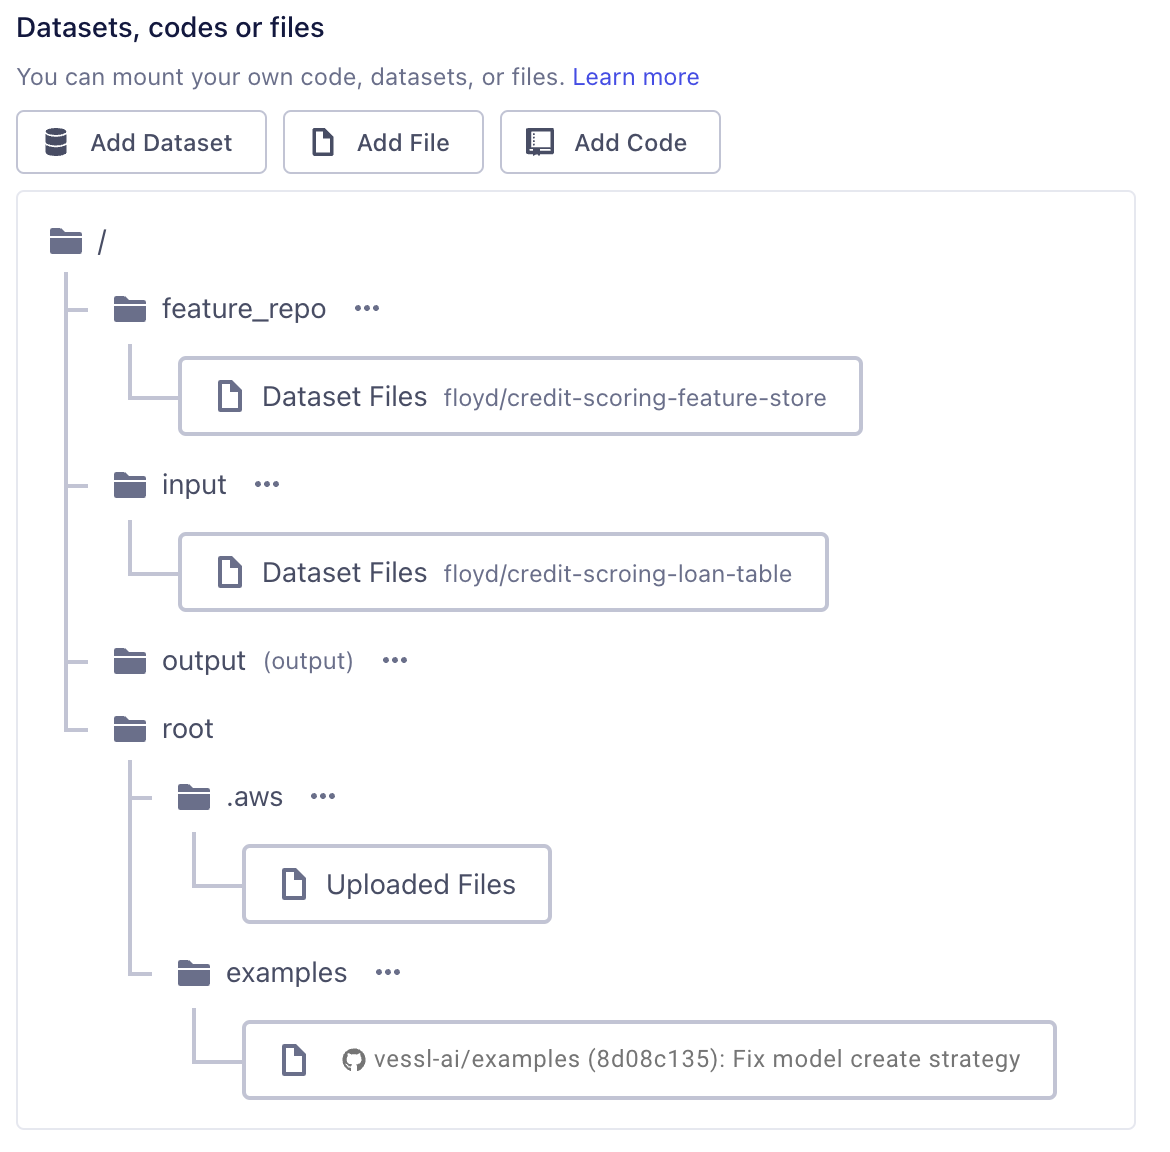 Datasets, codes or files
You can mount your own code, datasets, or files. Learn more
Add Dataset Add File Add Code
/
feature_repo •••
Dataset Files floyd/credit-scoring-feature-store
input •••
Dataset Files floyd/credit-scroing-loan-table
output (output) •••
root
.aws •••
Uploaded Files
examples •••
vessl-ai/examples (8d08c135): Fix model create strategy